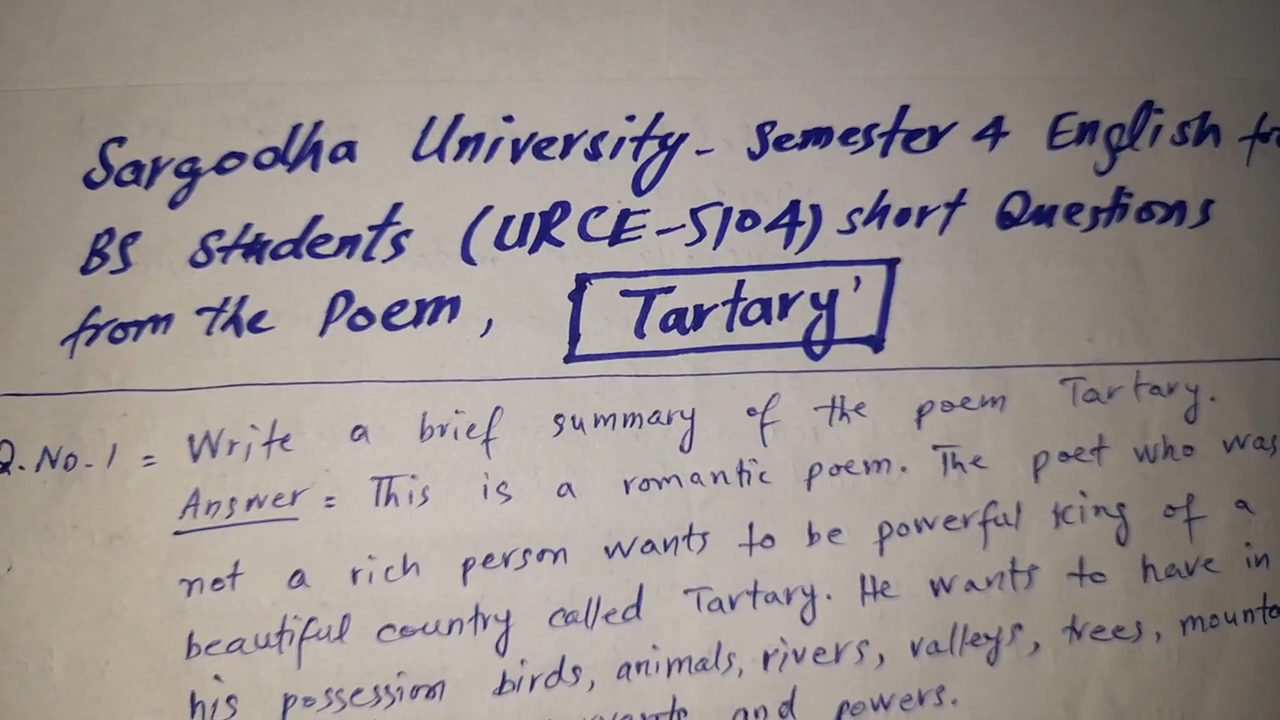 Sargodha University - Semester 4 English
BS Students (URCE-5104) short Questions
from the Poem, [Tartary']
Q.No-1 = Write a brief summary of the poem Tartary.
Answer = This is a romantic poem. The poet who was
not a rich person wants to be powerful king of a
beautiful country called Tartary. He wants to have in
his possession birds, animals, rivers, valleys, trees,
and powers.